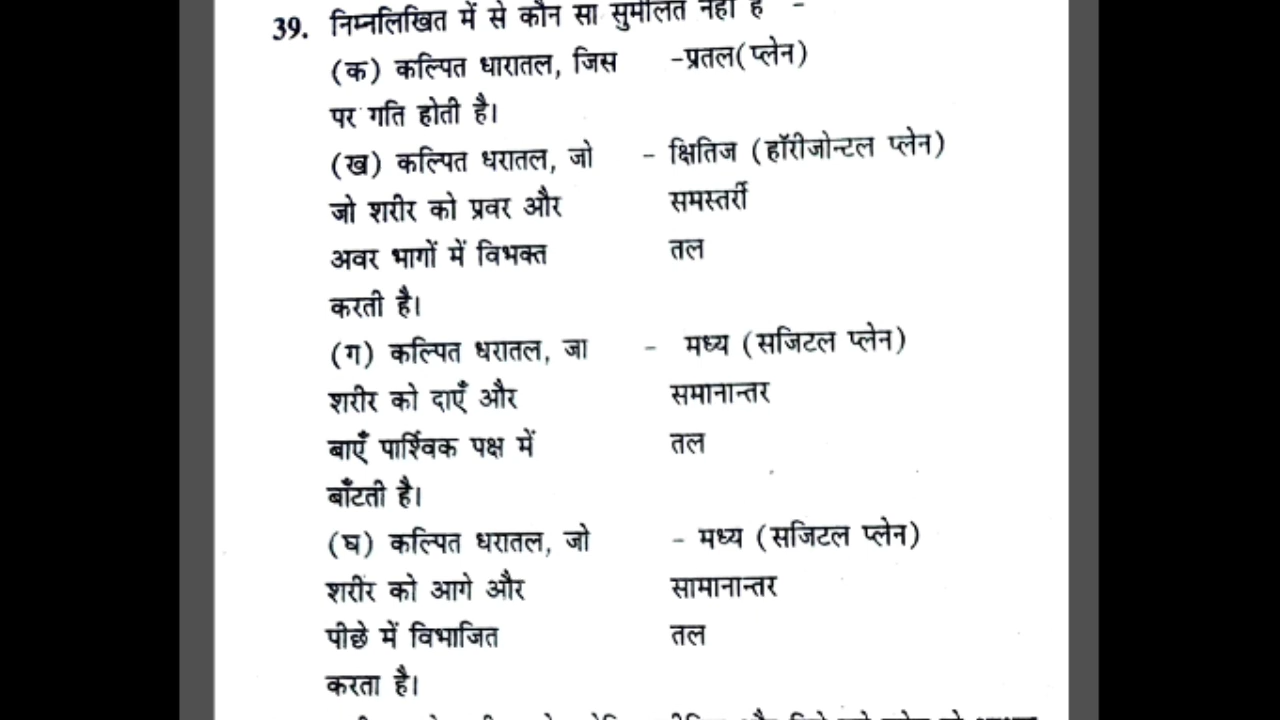 39. निम्नलिखित में से कौन सा सुमेलित नहीं है -
(क) कल्पित धारातल, जिस -प्रतल(प्लेन)
पर गति होती है।
(ख) कल्पित धरातल, जो - क्षितिज (हॉरीजोन्टल प्लेन)
जो शरीर को प्रवर और समस्तर्री
अवर भागों में विभक्त तल
करती है।
(ग) कल्पित धरातल, जा - मध्य (सजिटल प्लेन)
शरीर को दाएँ और समानान्तर
बाएँ पार्श्विक पक्ष में तल
बाँटती है।
(घ) कल्पित धरातल, जो - मध्य (सजिटल प्लेन)
शरीर को आगे और सामानान्तर
पीछे में विभाजित तल
करता है।